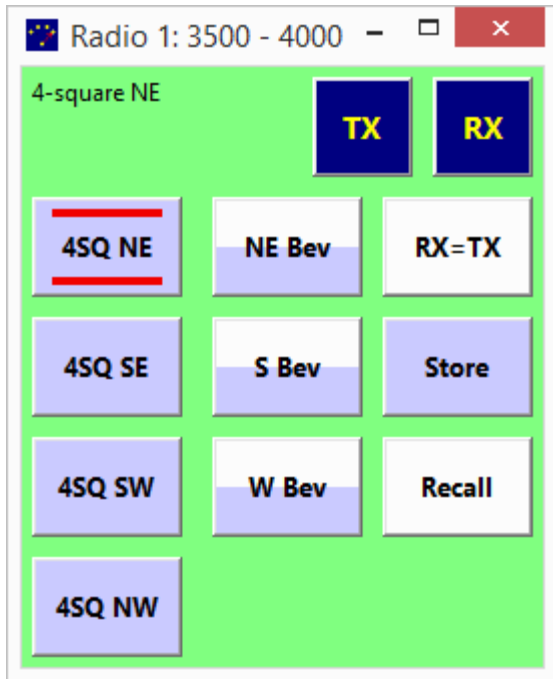 Radio 1: 3500 - 4000
4-square NE
TX RX
4SQ NE NE Bev RX=TX
4SQ SE S Bev Store
4SQ SW W Bev Recall
4SQ NW